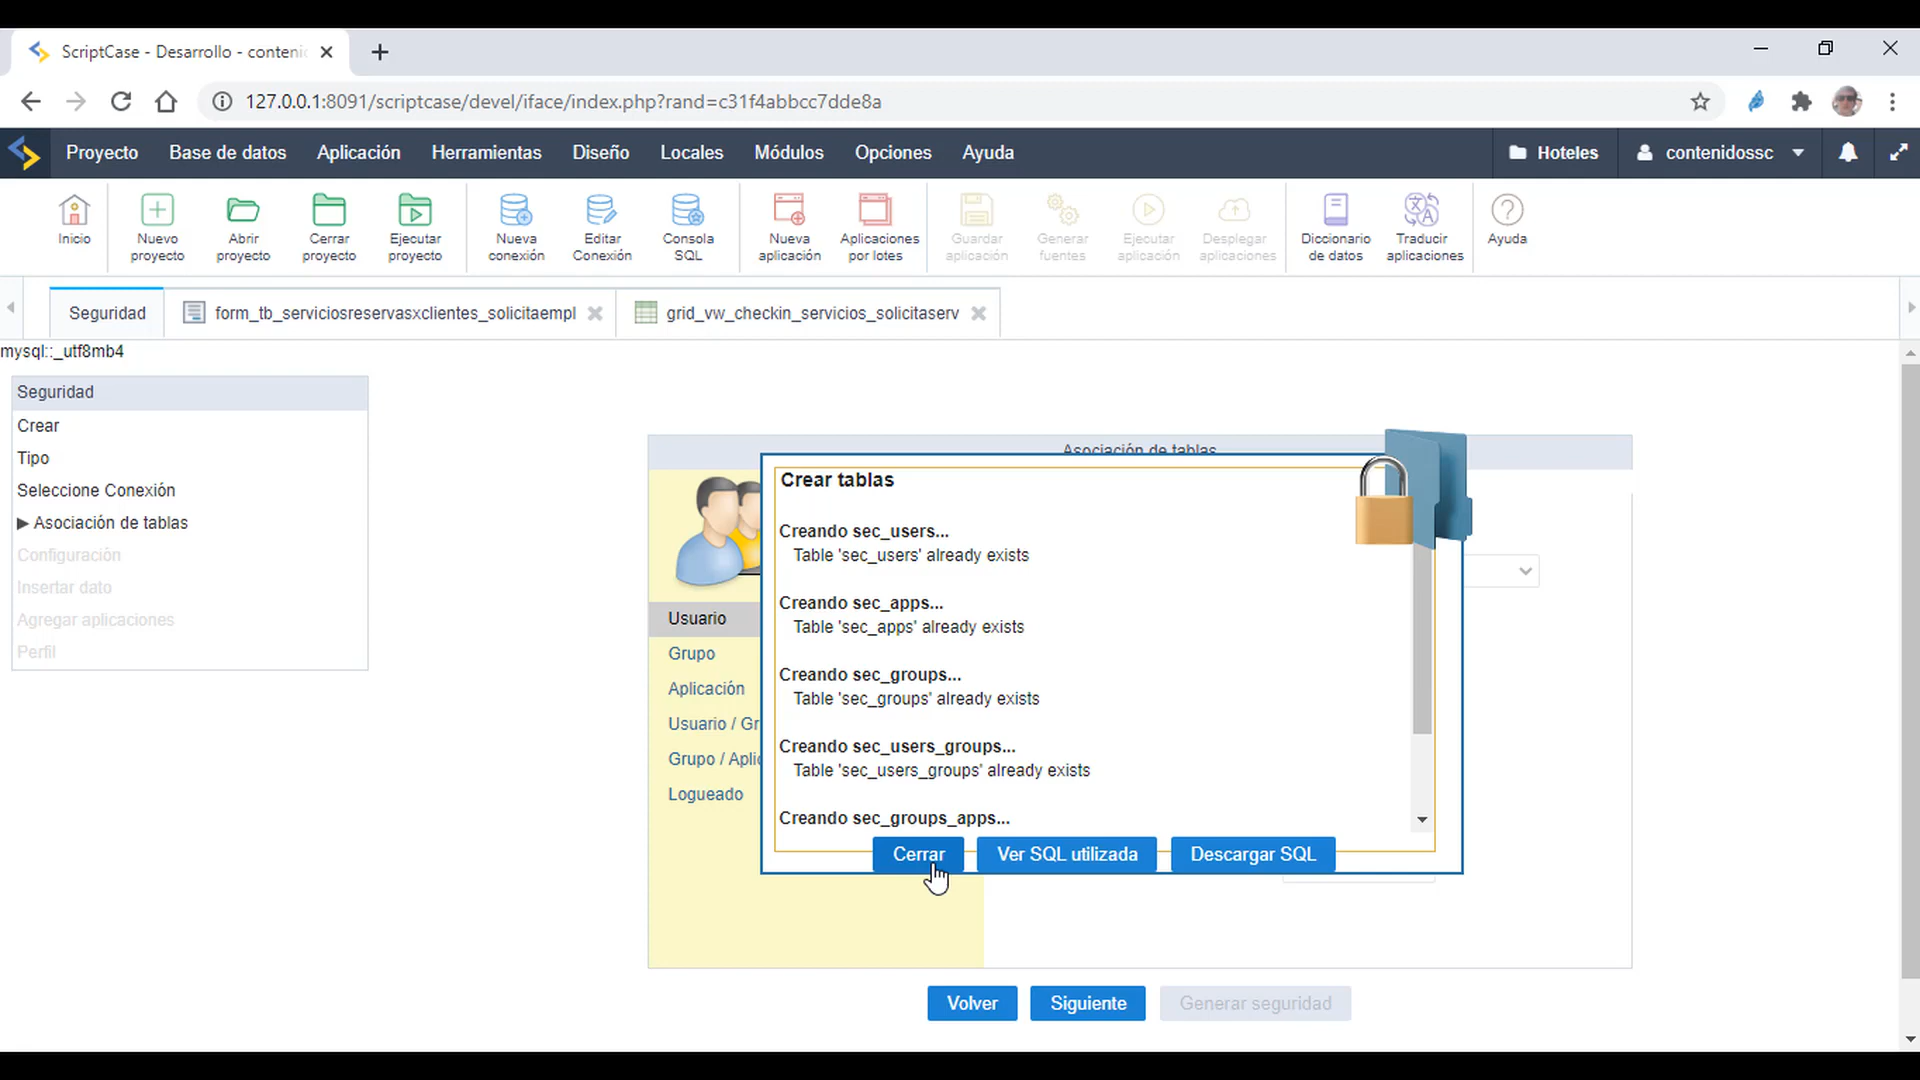 ScriptCase - Desarrollo - conteni
127.0.0.1:8091/scriptcase/devel/iface/index.php?rand=c31f4abbcc7dde8a
Proyecto Base de datos Aplicación Herramientas Diseño Locales Módulos Opciones Ayuda Hoteles contenidossc
Inicio
Nuevo proyecto
Abrir proyecto
Cerrar proyecto
Ejecutar proyecto
Nueva conexión
Editar Conexión
Consola SQL
Nueva aplicación
Aplicaciones por lotes
Guardar aplicación
Generar fuentes
Ejecutar aplicación
Desplegar aplicaciones
Diccionario de datos
Traducir aplicaciones
Ayuda
Seguridad form_tb_serviciosreservasxclientes_solicitaempl grid_vw_checkin_servicios_solicitaserv
mysql::_utf8mb4
Seguridad
Crear
Tipo
Seleccione Conexión
Asociación de tablas
Configuración
Insertar dato
Agregar aplicaciones
Perfil
Asociación de tablas
Usuario
Grupo
Aplicación
Usuario / Gr
Grupo / Aplic
Logueado
Crear tablas
Creando sec_users...
Table 'sec_users' already exists
Creando sec_apps...
Table 'sec_apps' already exists
Creando sec_groups...
Table 'sec_groups' already exists
Creando sec_users_groups...
Table 'sec_users_groups' already exists
Creando sec_groups_apps...
Cerrar Ver SQL utilizada Descargar SQL
Volver Siguiente Generar seguridad